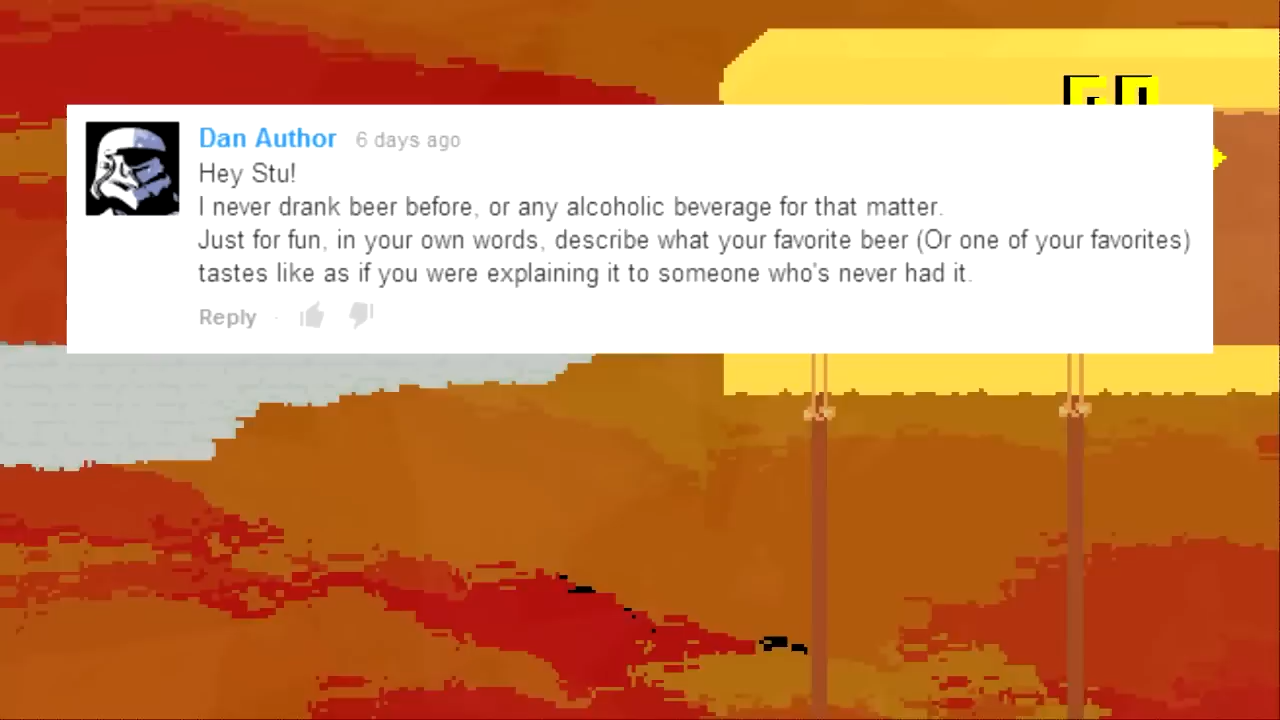 Dan Author 6 days ago
Hey Stu!
I never drank beer before, or any alcoholic beverage for that matter.
Just for fun, in your own words, describe what your favorite beer (Or one of your favorites)
tastes like as if you were explaining it to someone who's never had it.
Reply ·